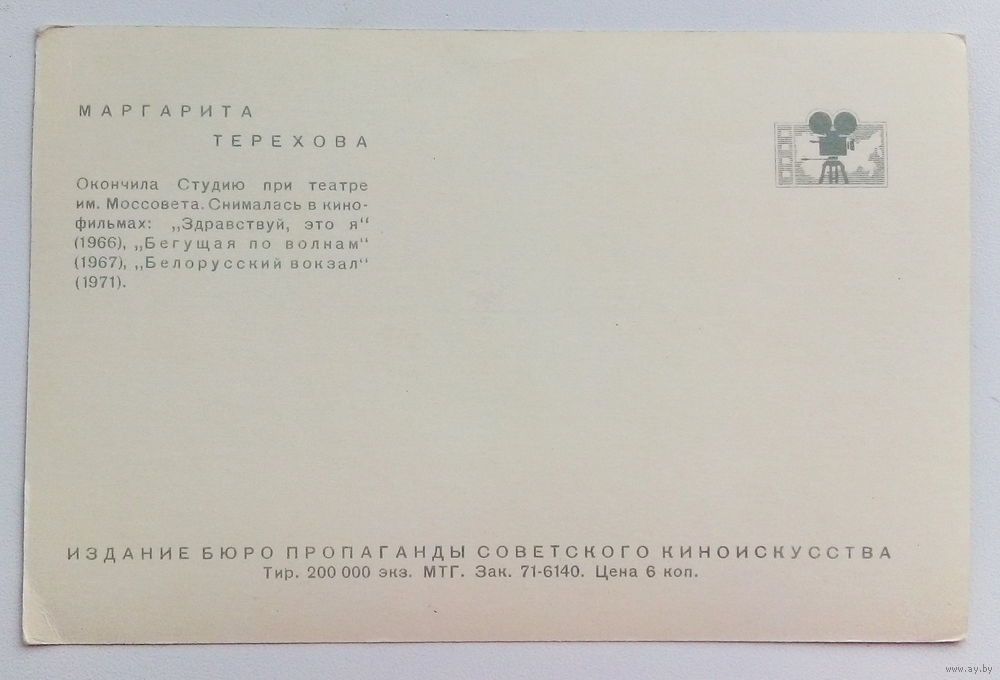 МАРГАРИТА
ТЕРЕХОВА
Окончила Студию при театре
им. Моссовета. Снималась в кино-
фильмах: „Здравствуй, это я“
(1966), „Бегущая по волнам“
(1967), „Белорусский вокзал“
(1971).
ИЗДАНИЕ БЮРО ПРОПАГАНДЫ СОВЕТСКОГО КИНОИСКУССТВА
Тир. 200 000 экз. МТГ. Зак. 71-6140. Цена 6 коп.
www.ay.by